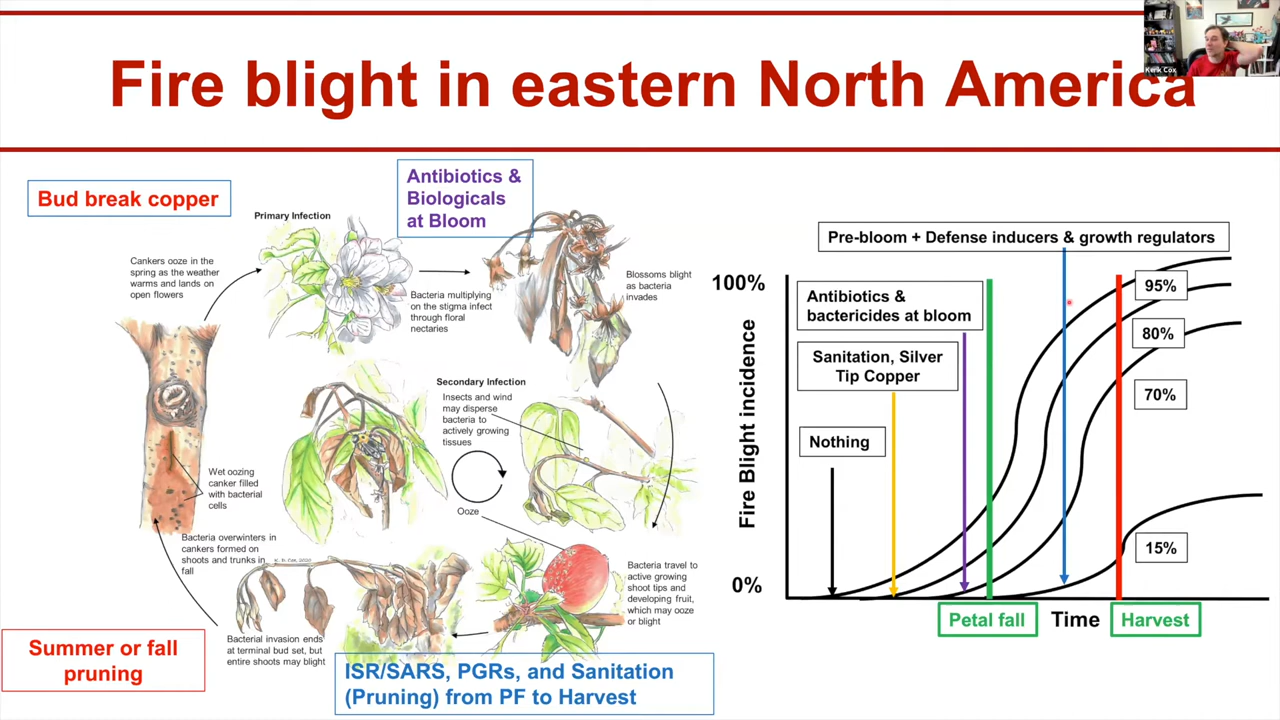 Fire blight in eastern North America
Kerik Cox
Bud break copper
Antibiotics &
Biologicals
at Bloom
Primary Infection
Cankers ooze in the
spring as the weather
warms and lands on
open flowers
Bacteria multiplying
on the stigma infect
through floral
nectaries
Blossoms blight
as bacteria
invades
Secondary Infection
Insects and wind
may disperse
bacteria to
actively growing
tissues
Wet oozing
canker filled
with bacterial
cells
Ooze
Bacteria overwinters in
cankers formed on
shoots and trunks in
fall
K. D. Cox, 2020
Bacteria travel to
active growing
shoot tips and
developing fruit,
which may ooze
or blight
Bacterial invasion ends
at terminal bud set, but
entire shoots may blight
Summer or fall
pruning
ISR/SARS, PGRs, and Sanitation
(Pruning) from PF to Harvest
Pre-bloom + Defense inducers & growth regulators
100%
Antibiotics &
bactericides at bloom
95%
Sanitation, Silver
Tip Copper
80%
70%
Nothing
Fire Blight incidence
15%
0%
Petal fall
Time
Harvest